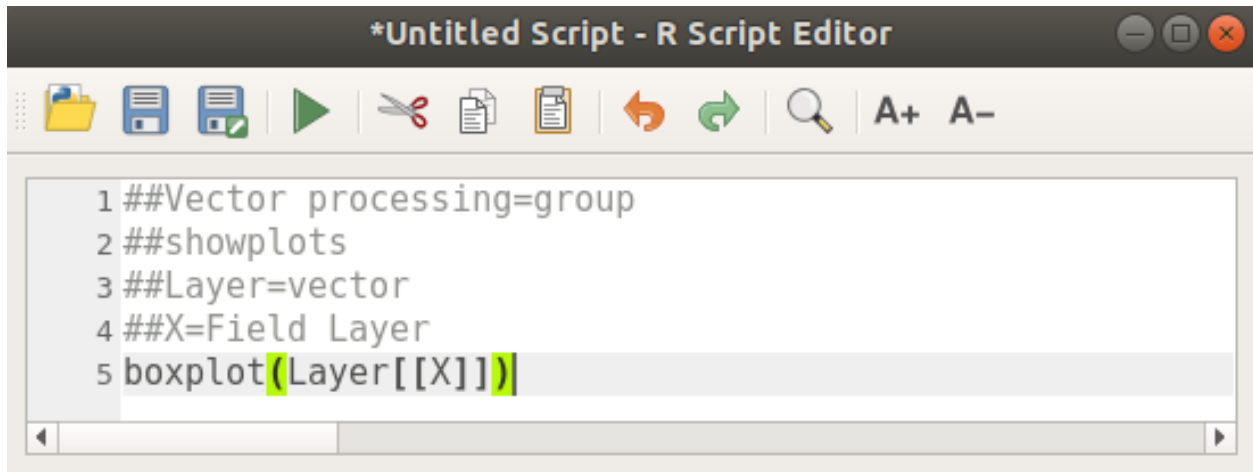 *Untitled Script - R Script Editor
A+ A-
1 ##Vector processing=group
2 ##showplots
3 ##Layer=vector
4 ##X=Field Layer
5 boxplot(Layer[[X]])